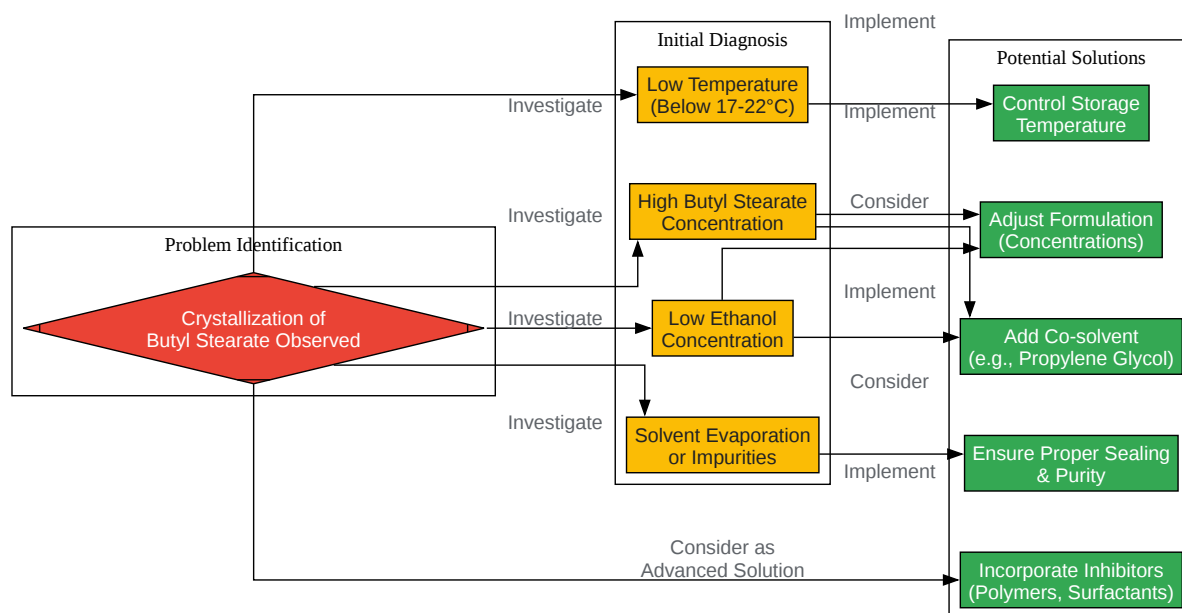 Implement
Initial Diagnosis
Potential Solutions
Low Temperature
(Below 17-22°C)
Investigate
Implement
Control Storage
Temperature
High Butyl Stearate
Concentration
Investigate
Consider
Adjust Formulation
(Concentrations)
Problem Identification
Crystallization of
Butyl Stearate Observed
Investigate
Low Ethanol
Concentration
Implement
Add Co-solvent
(e.g., Propylene Glycol)
Consider
Investigate
Solvent Evaporation
or Impurities
Implement
Ensure Proper Sealing
& Purity
Consider as
Advanced Solution
Incorporate Inhibitors
(Polymers, Surfactants)